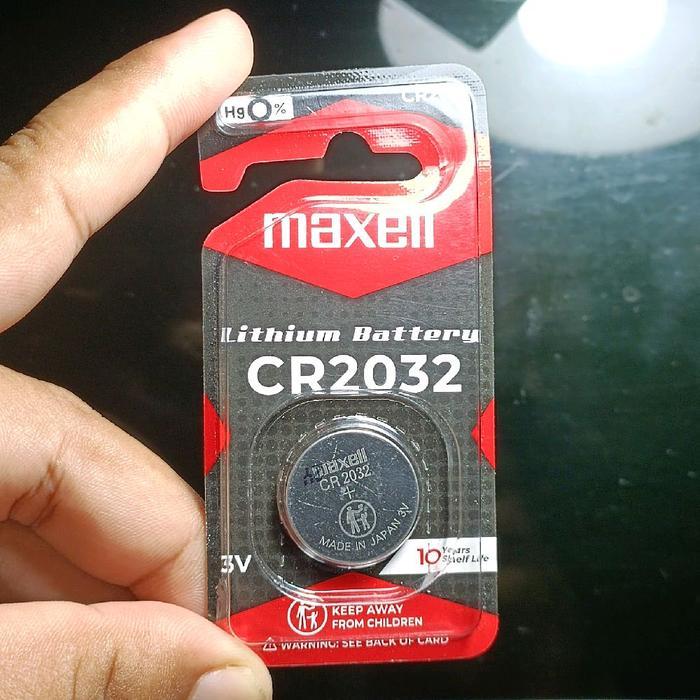 Hg 0%
maxell
Lithium Battery
CR2032
maxell
CR 2032
+
MADE IN JAPAN 3V
3V
10 Years
Shelf Life
KEEP AWAY
FROM CHILDREN
⚠ WARNING: SEE BACK OF CARD